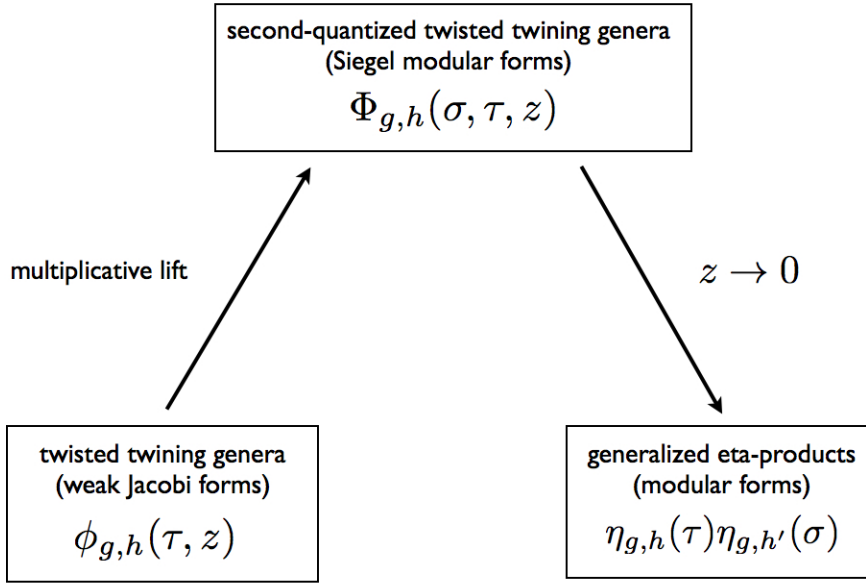 second-quantized twisted twining genera
(Siegel modular forms)
Φ_{g,h}(σ, τ, z)
multiplicative lift
z → 0
twisted twining genera
(weak Jacobi forms)
ϕ_{g,h}(τ, z)
generalized eta-products
(modular forms)
η_{g,h}(τ)η_{g,h′}(σ)